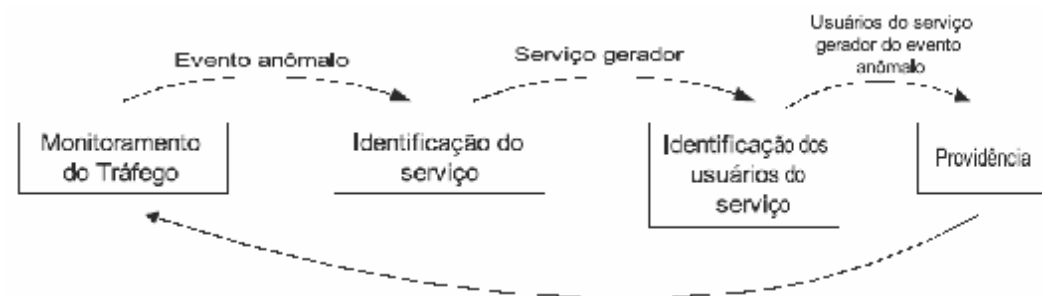 Evento anômalo
Serviço gerador
Usuários do serviço
gerador do evento
anômalo
Monitoramento
do Tráfego
Identificação do
serviço
Identificação dos
usuários do
serviço
Providência